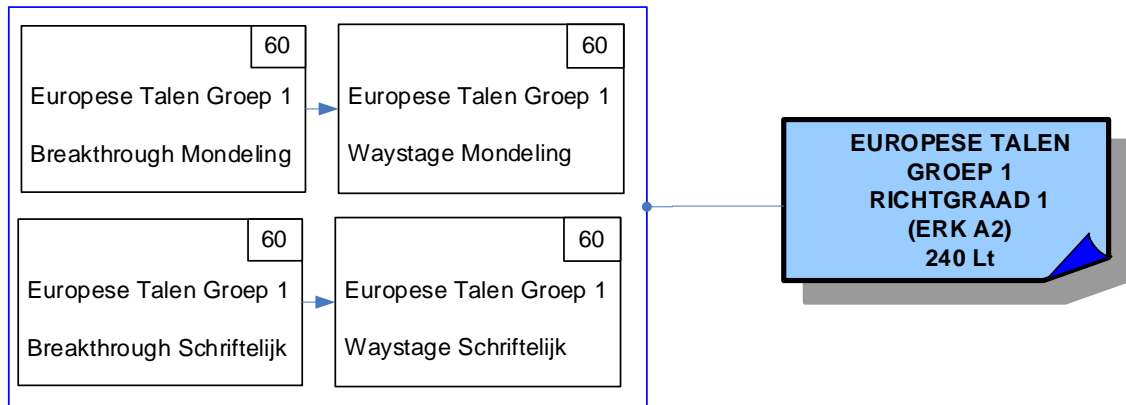 60
Europese Talen Groep 1
Breakthrough Mondeling
60
Europese Talen Groep 1
Waystage Mondeling
60
Europese Talen Groep 1
Breakthrough Schriftelijk
60
Europese Talen Groep 1
Waystage Schriftelijk
EUROPESE TALEN
GROEP 1
RICHTGRAAD 1
(ERK A2)
240 Lt